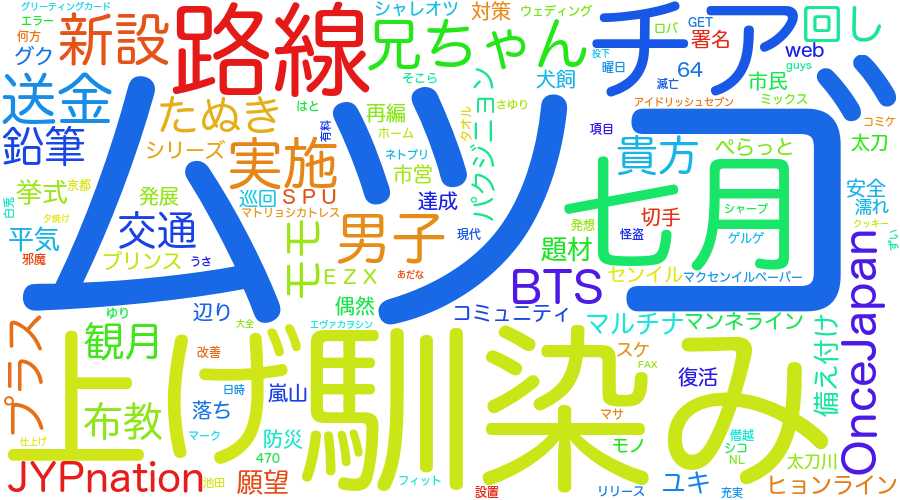 グリーティングカード
エラー
何方
グク
新設
路線
シャレオツ
対策
ウェディング
兄ちゃん
チア
ロバ
GET
署名
web
guys
回し
投下
曜日
滅亡
64
市民
ミックス
アイドリッシュセブン
コミケ
送金
たぬき
はと
有料
再編
そこら
犬飼
ホーム
タオル
さゆり
パクジニョン
項目
太刀
鉛筆
シリーズ
実施
ネトプリ
市営
貴方
ぺらっと
ムツゴ
七月
挙式
京都
発展
巡回
SPU
達成
マトリョシカトレス
安全
濡れ
クッキー
白票
夕焼け
交通
モモ
男子
現代
発想
怪盗
切手
シャープ
ゲルゲ
平気
邪魔
プリンス
うさ
EZX
あだな
題材
BTS
センイル
マクセンイルペーパー
ゆり
辺り
偶然
コミュニティ
マルチナ
マンネライン
OnceJapan
大全
エヴァカヲシン
プラス
観月
改善
上げ
馴染み
スケ
FAX
復活
備え付け
日時
嵐山
布教
落ち
マーク
防災
470
マサ
モノ
僭越
シコ
NL
太刀川
仕上げ
JYPnation
池田
願望
フィット
設置
リリース
ユキ
充実
ヒョンライン